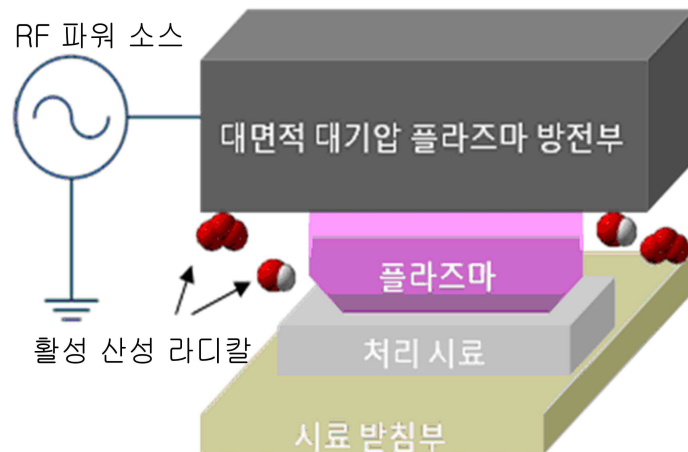 RF 파워 소스
대면적 대기압 플라즈마 방전부
플라즈마
활성 산성 라디칼
처리 시료
시료 받침부